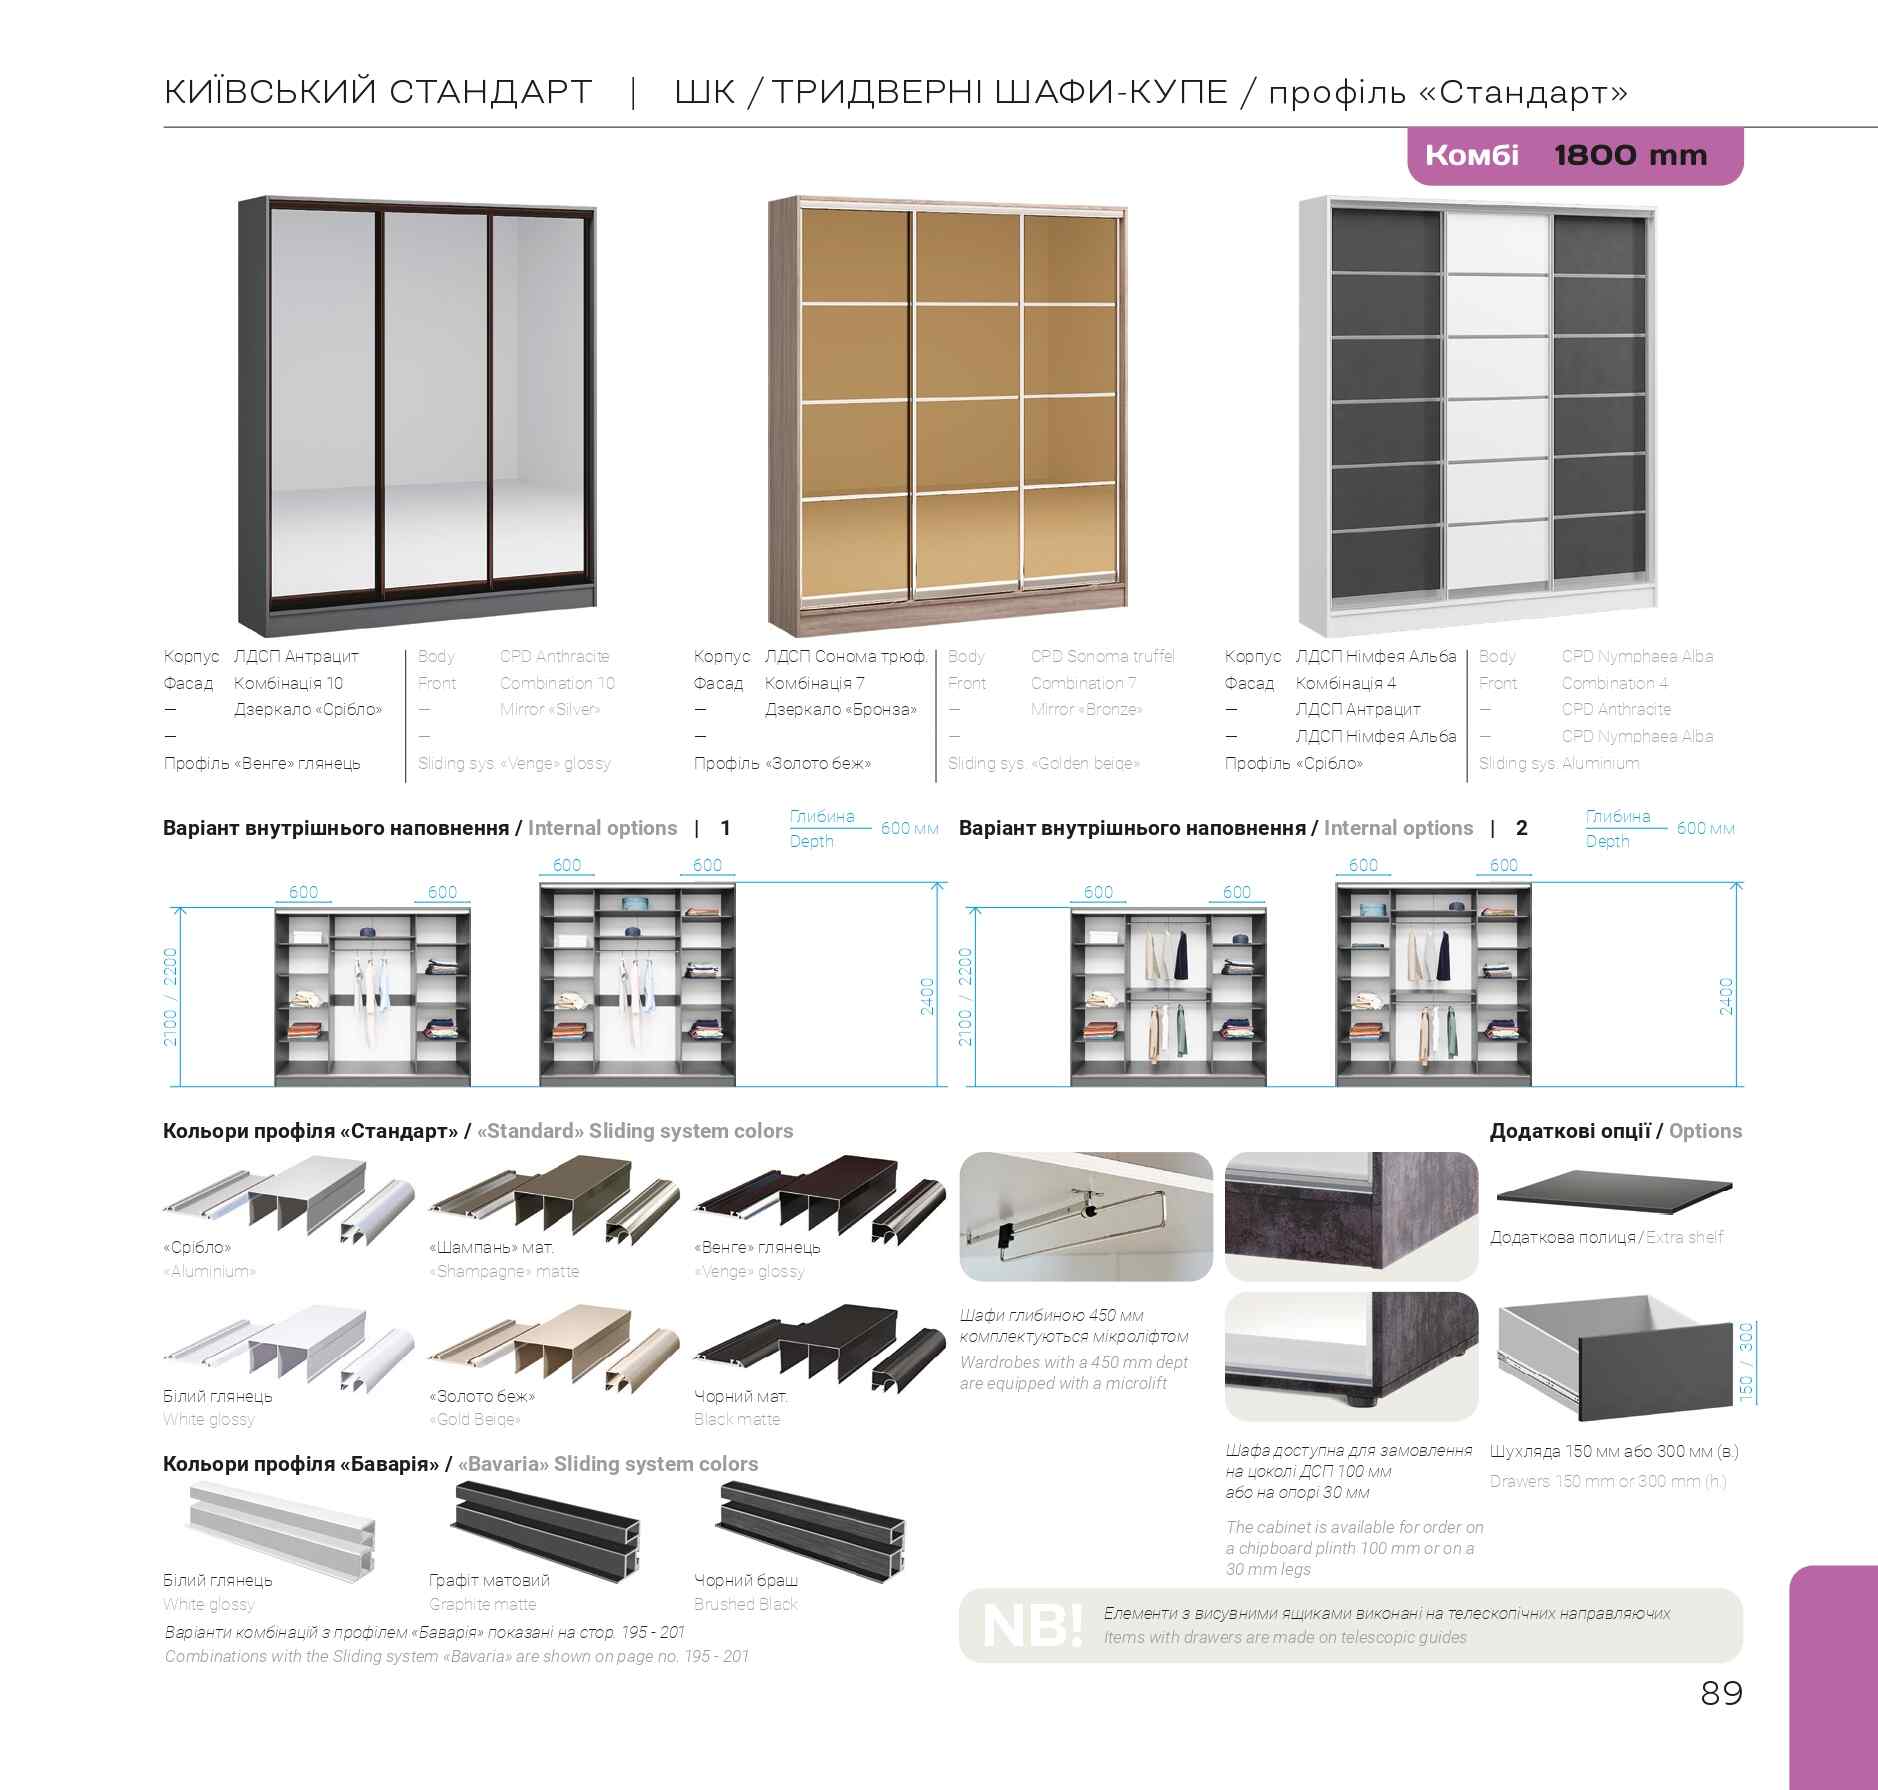 КИЇВСЬКИЙ СТАНДАРТ | ШК / ТРИДВЕРНІ ШАФИ-КУПЕ / профіль «Стандарт»
Комбі 1800 mm
Корпус ЛДСП Антрацит
Фасад Комбінація 10
— Дзеркало «Срібло»
—
Профіль «Венге» глянець
Body CPD Anthracite
Front Combination 10
— Mirror «Silver»
—
Sliding sys. «Venge» glossy
Корпус ЛДСП Сонома трюф.
Фасад Комбінація 7
— Дзеркало «Бронза»
—
Профіль «Золото беж»
Body CPD Sonoma truffel
Front Combination 7
— Mirror «Bronze»
—
Sliding sys. «Golden beige»
Корпус ЛДСП Німфея Альба
Фасад Комбінація 4
— ЛДСП Антрацит
— ЛДСП Німфея Альба
Профіль «Срібло»
Body CPD Nymphaea Alba
Front Combination 4
— CPD Anthracite
— CPD Nymphaea Alba
Sliding sys. Aluminium
Варіант внутрішнього наповнення / Internal options | 1
Глибина
Depth
600 мм
600 600
600 600
2100 / 2200
2400
Варіант внутрішнього наповнення / Internal options | 2
Глибина
Depth
600 мм
600 600
600 600
2100 / 2200
2400
Кольори профіля «Стандарт» / «Standard» Sliding system colors
«Срібло»
«Aluminium»
«Шампань» мат.
«Shampagne» matte
«Венге» глянець
«Venge» glossy
Білий глянець
White glossy
«Золото беж»
«Gold Beige»
Чорний мат.
Black matte
Кольори профіля «Баварія» / «Bavaria» Sliding system colors
Білий глянець
White glossy
Графіт матовий
Graphite matte
Чорний браш
Brushed Black
Варіанти комбінацій з профілем «Баварія» показані на стор. 195 - 201
Combinations with the Sliding system «Bavaria» are shown on page no. 195 - 201
Шафи глибиною 450 мм
комплектуються мікроліфтом
Wardrobes with a 450 mm dept
are equipped with a microlift
Шафа доступна для замовлення
на цоколі ДСП 100 мм
або на опорі 30 мм
The cabinet is available for order on
a chipboard plinth 100 mm or on a
30 mm legs
Додаткові опції / Options
Додаткова полиця / Extra shelf
150 / 300
Шухляда 150 мм або 300 мм (в.)
Drawers 150 mm or 300 mm (h.)
NB!
Елементи з висувними ящиками виконані на телескопічних направляючих
Items with drawers are made on telescopic guides
89